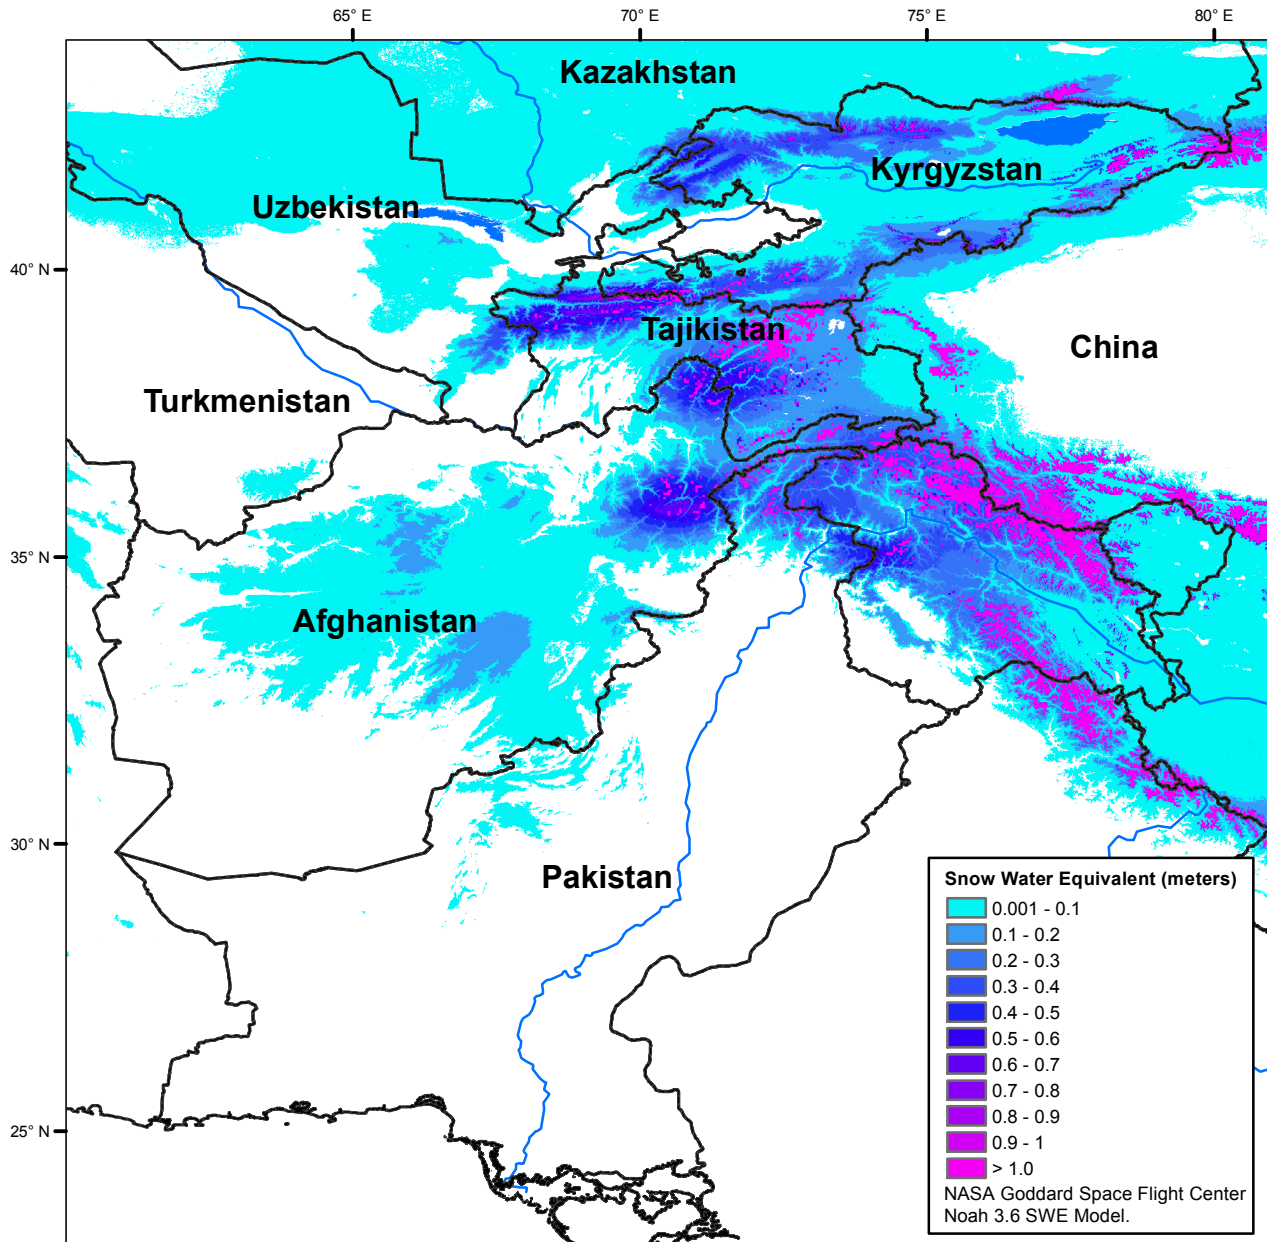 65° E
70° E
75° E
80° E
Kazakhstan
Kyrgyzstan
Uzbekistan
40° N
Tajikistan
China
Turkmenistan
35° N
Afghanistan
30° N
Pakistan
25° N
Snow Water Equivalent (meters)
0.001 - 0.1
0.1 - 0.2
0.2 - 0.3
0.3 - 0.4
0.4 - 0.5
0.5 - 0.6
0.6 - 0.7
0.7 - 0.8
0.8 - 0.9
0.9 - 1
> 1.0
NASA Goddard Space Flight Center
Noah 3.6 SWE Model.